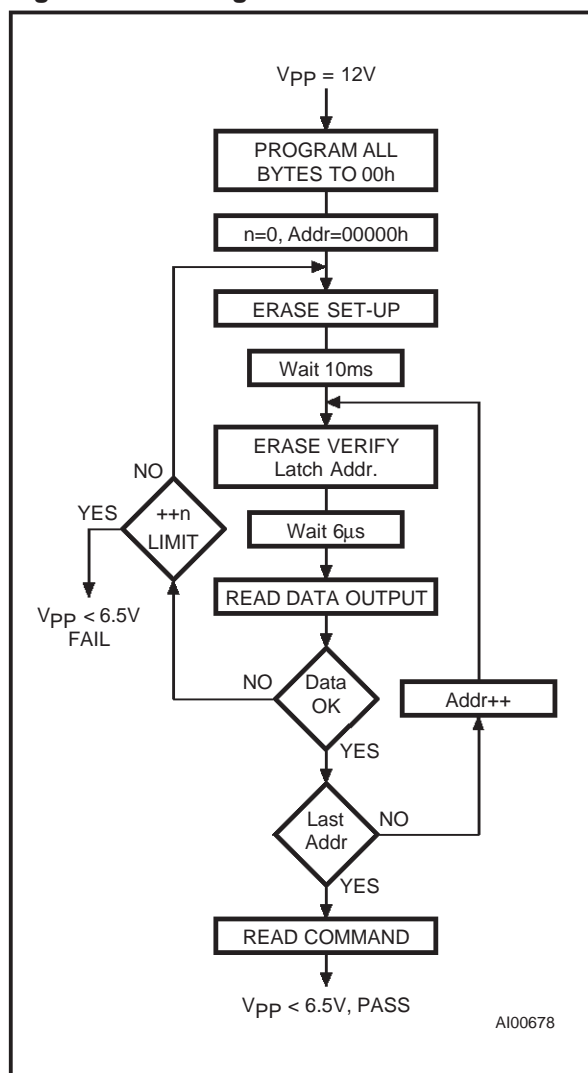 VPP = 12V
PROGRAM ALL
BYTES TO 00h
n=0, Addr=00000h
ERASE SET-UP
Wait 10ms
ERASE VERIFY
Latch Addr.
NO
YES
++n
LIMIT
Wait 6µs
VPP < 6.5V
FAIL
READ DATA OUTPUT
NO
Data
OK
YES
Addr++
Last
Addr
NO
YES
READ COMMAND
VPP < 6.5V, PASS
AI00678